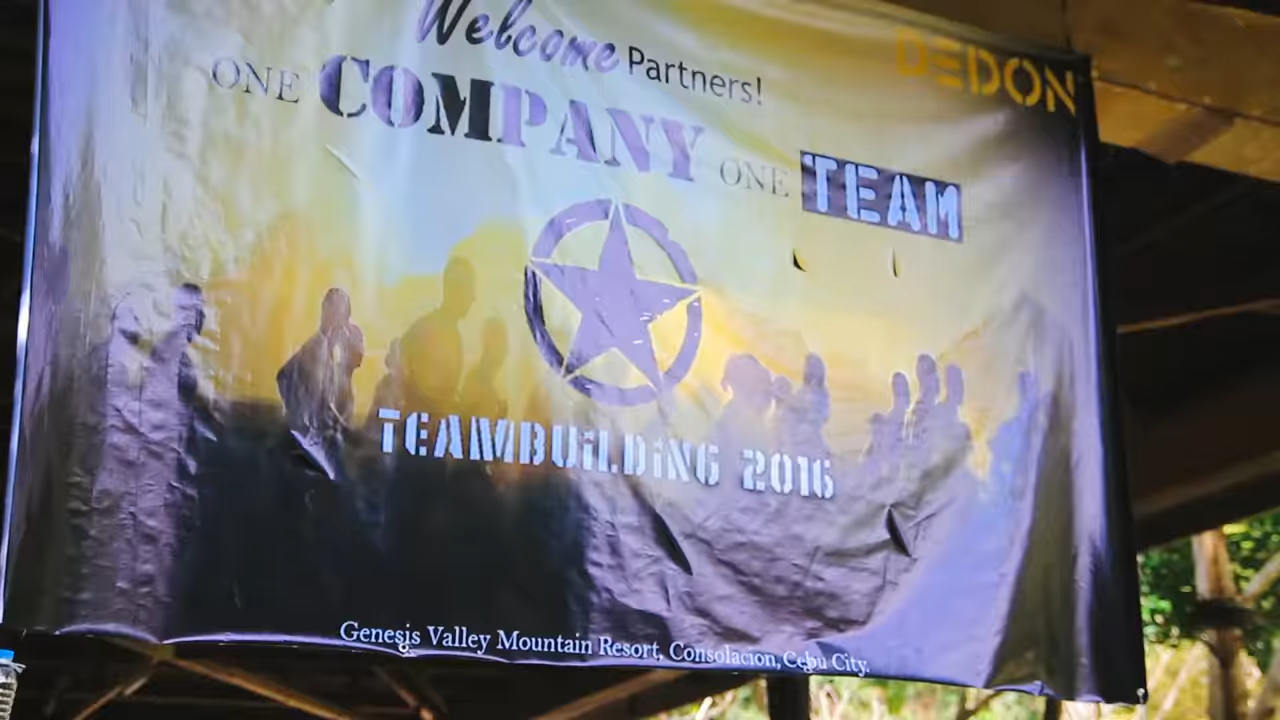 Welcome Partners!
DEDON
ONE COMPANY ONE TEAM
TEAMBUiLDiNG 2016
Genesis Valley Mountain Resort, Consolacion, Cebu City.